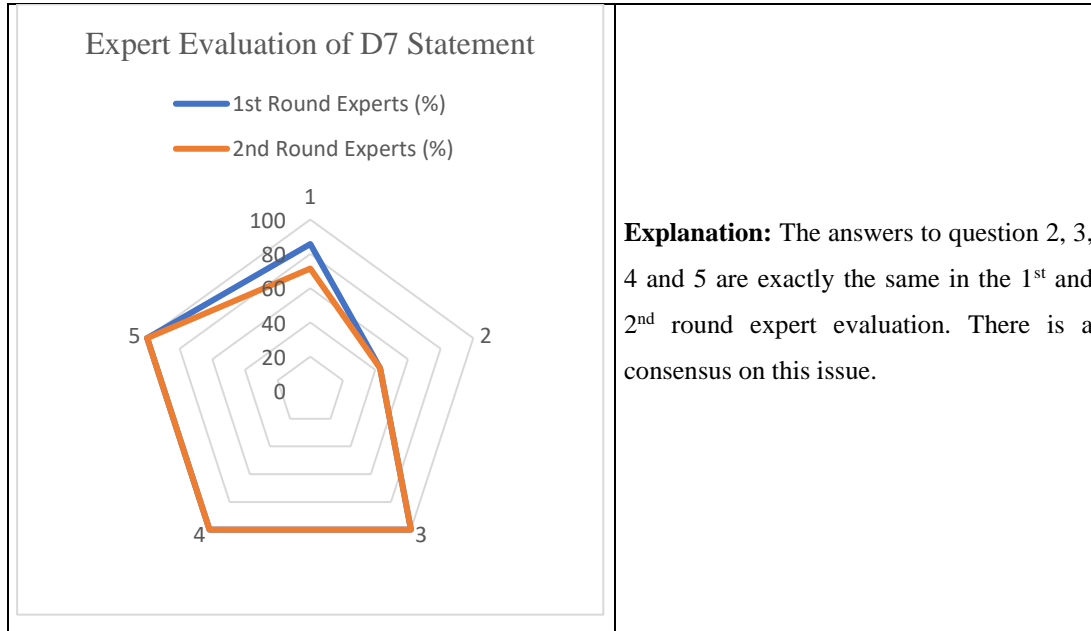 Expert Evaluation of D7 Statement
1st Round Experts (%)
2nd Round Experts (%)
1
100
80
60
40
20
0
5
2
4
3
Explanation: The answers to question 2, 3,
4 and 5 are exactly the same in the 1st and
2nd round expert evaluation. There is a
consensus on this issue.